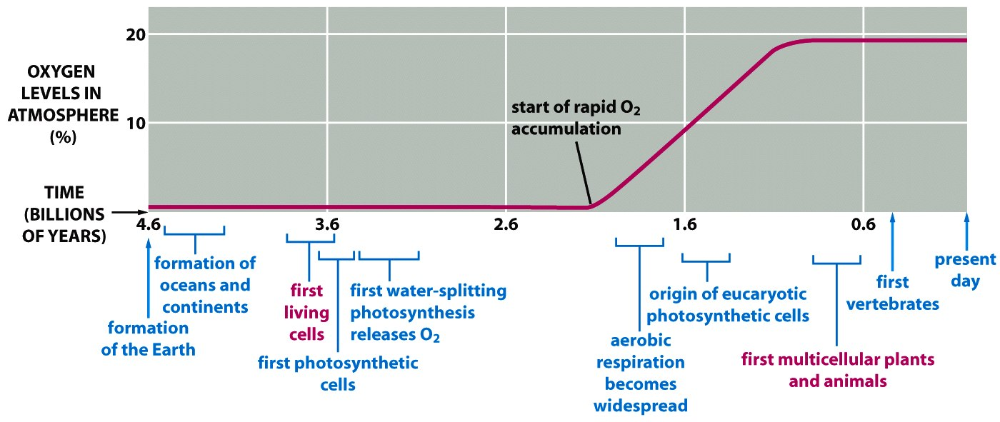 20
OXYGEN
LEVELS IN
ATMOSPHERE
(%)
10
start of rapid O₂
accumulation
TIME
(BILLIONS
OF YEARS)
4.6
3.6
2.6
1.6
0.6
formation of
oceans and
continents
formation
of the Earth
first
living
cells
first photosynthetic
cells
first water-splitting
photosynthesis
releases O₂
aerobic
respiration
becomes
widespread
origin of eucaryotic
photosynthetic cells
first multicellular plants
and animals
first
vertebrates
present
day